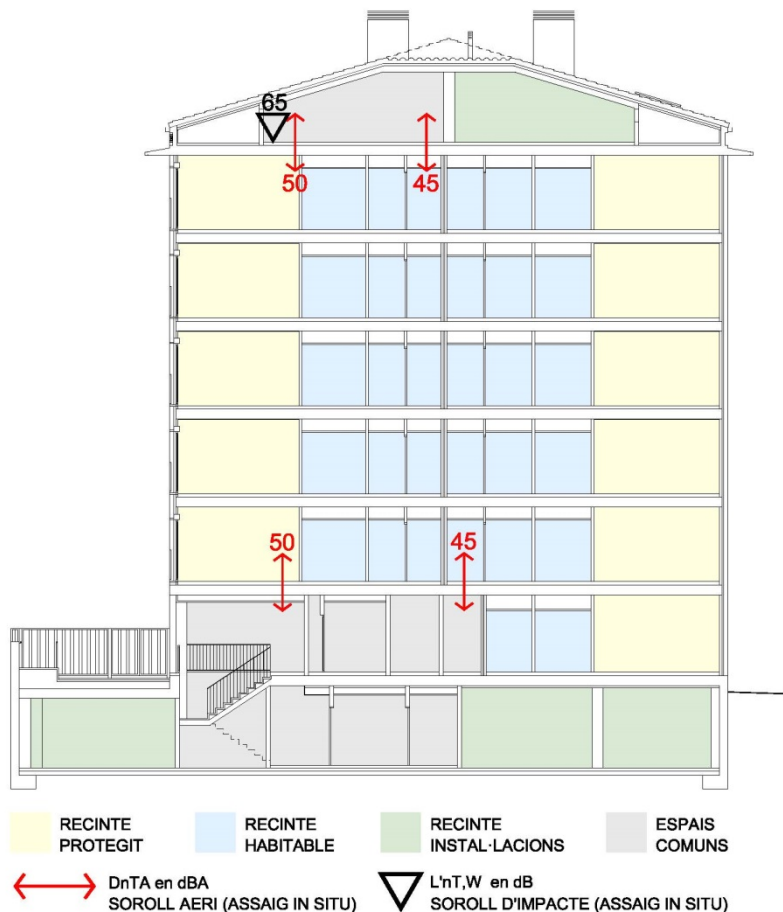 65
50
45
50
45
RECINTE
PROTEGIT
RECINTE
HABITABLE
RECINTE
INSTAL·LACIONS
ESPAIS
COMUNS
DnTA en dBA
SOROLL AERI (ASSAIG IN SITU)
L'nT,W en dB
SOROLL D'IMPACTE (ASSAIG IN SITU)